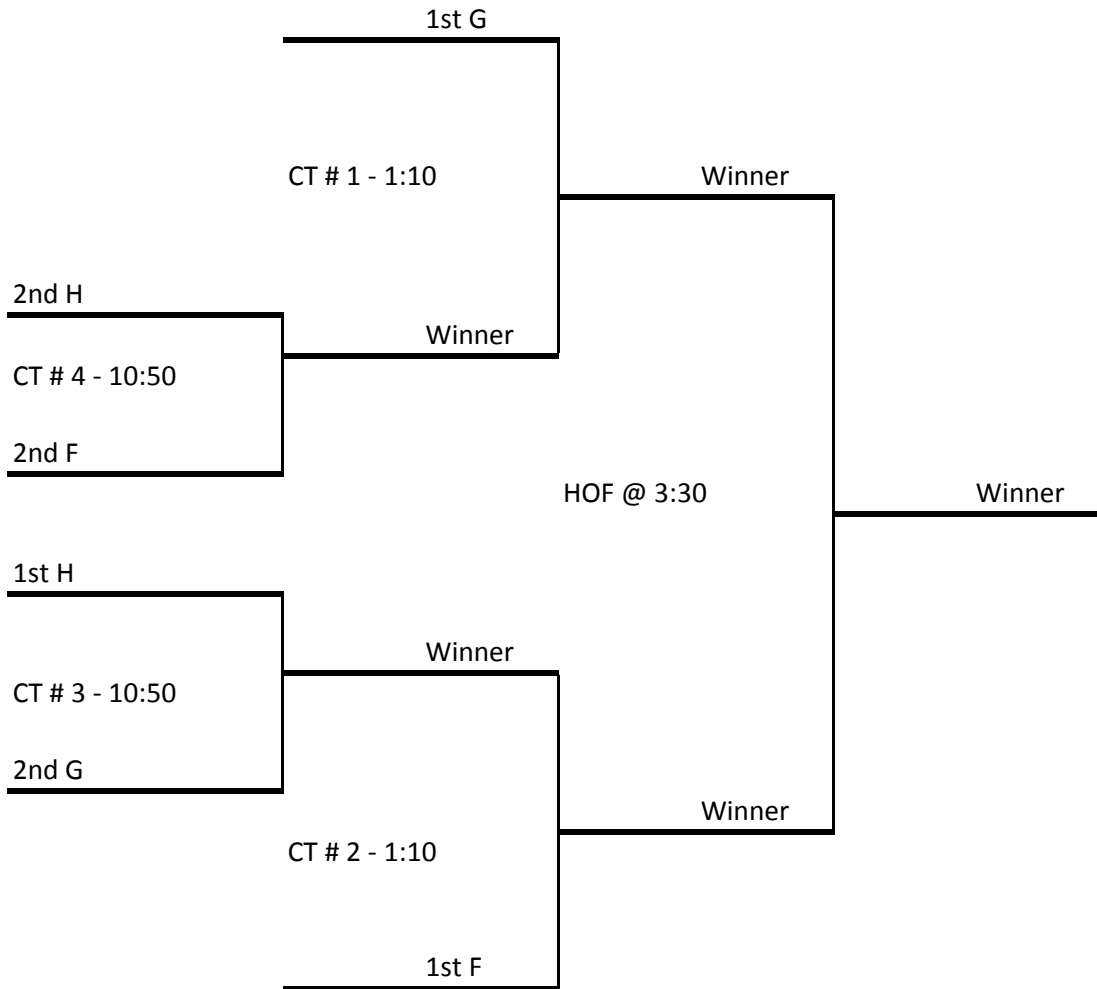 1st G
CT # 1 - 1:10
Winner
2nd H
Winner
CT # 4 - 10:50
2nd F
HOF @ 3:30
Winner
1st H
Winner
CT # 3 - 10:50
2nd G
Winner
CT # 2 - 1:10
1st F